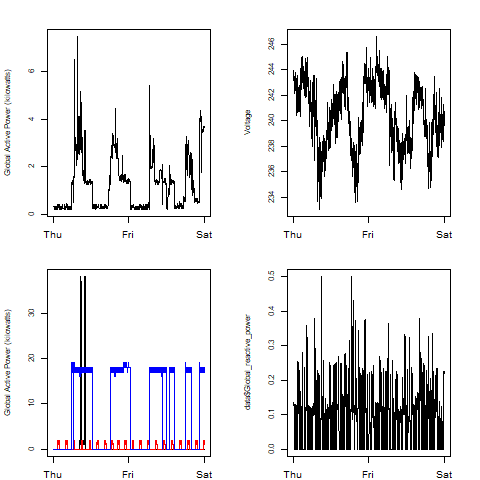 Global Active Power (kilowatts)
0
2
4
6
Thu
Fri
Sat
Voltage
234
236
238
240
242
244
246
Thu
Fri
Sat
Global Active Power (kilowatts)
0
10
20
30
Thu
Fri
Sat
data$Global_reactive_power
0.0
0.1
0.2
0.3
0.4
0.5
Thu
Fri
Sat